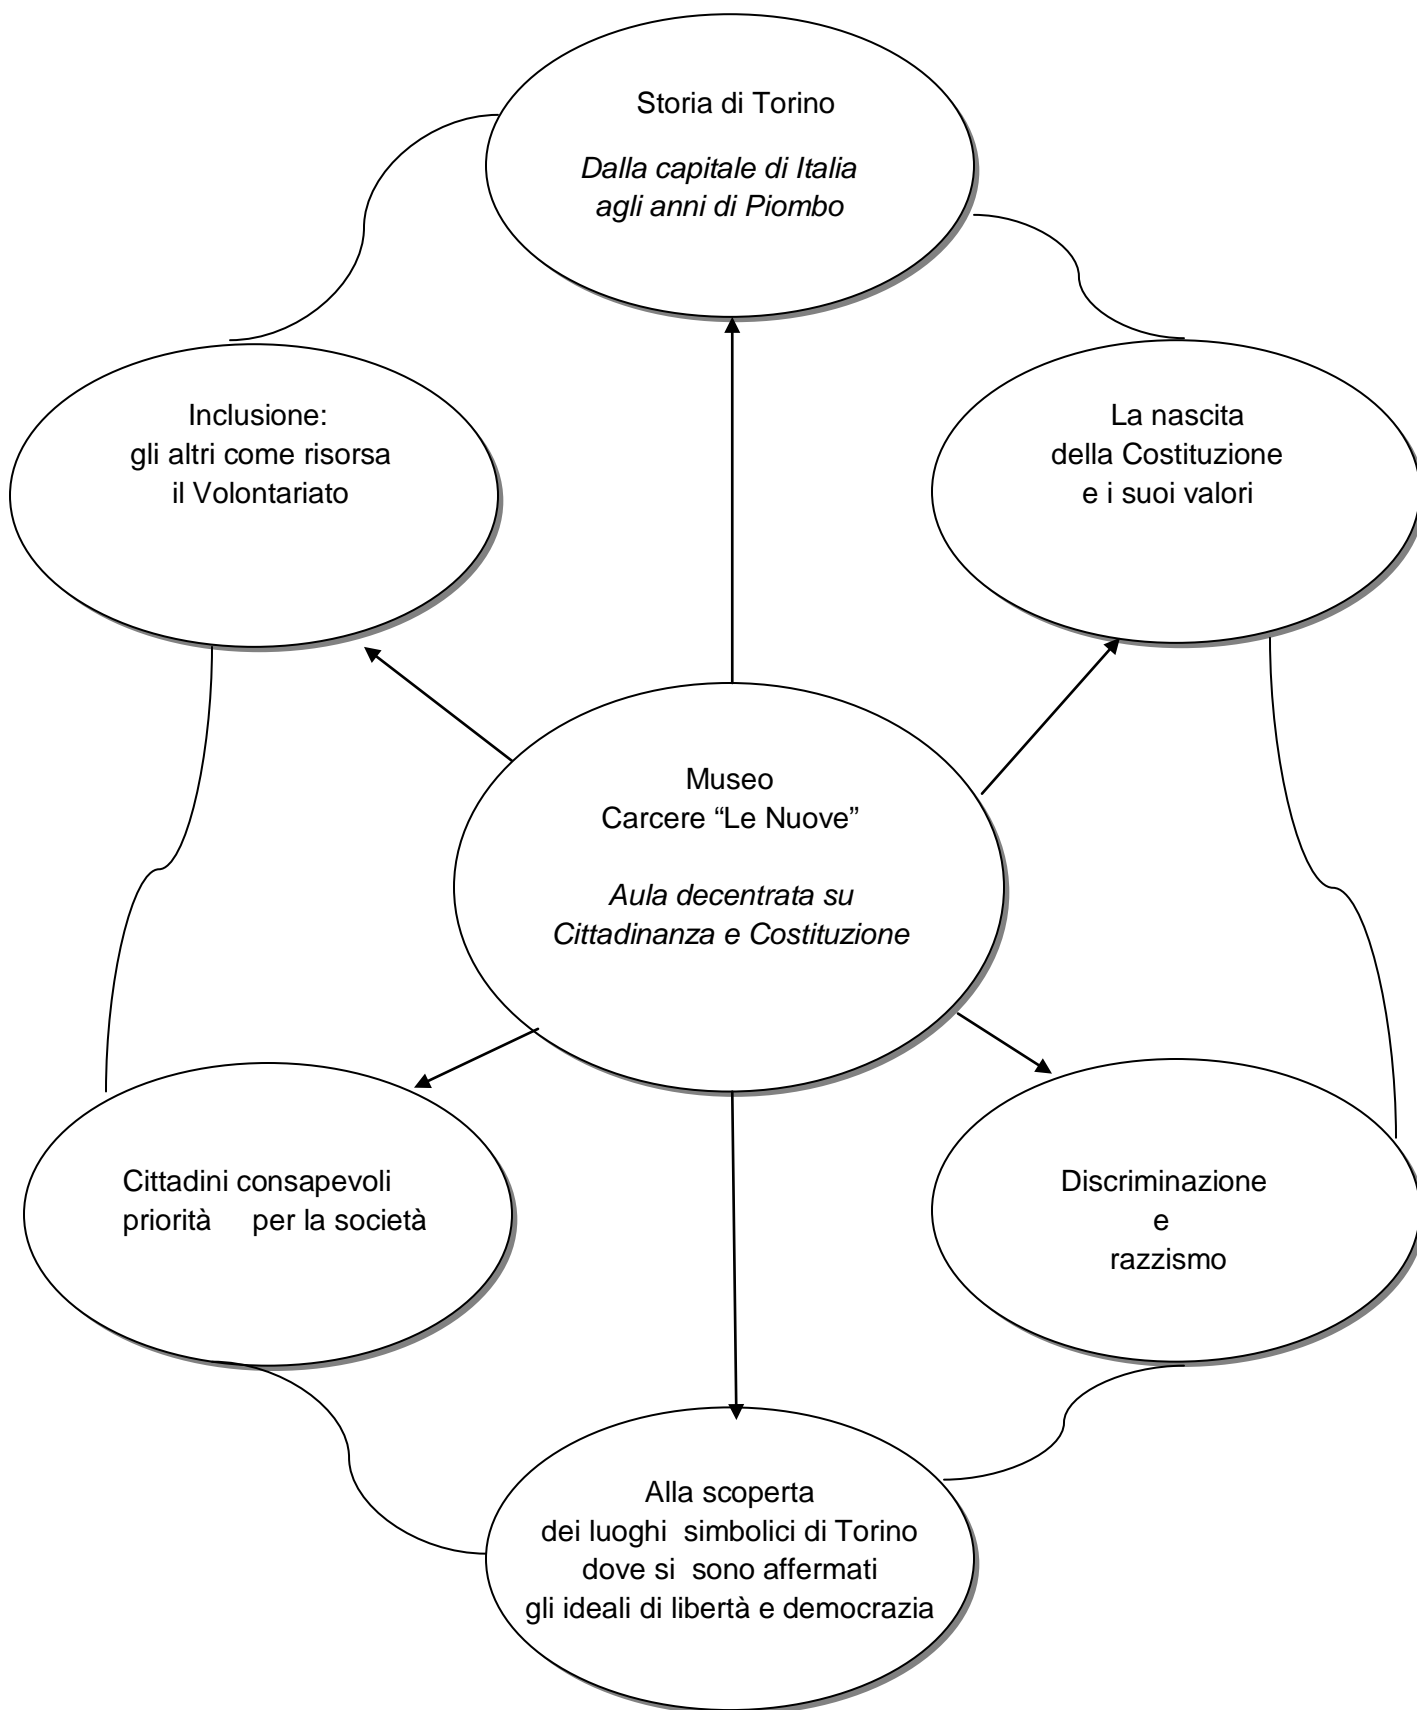 Storia di Torino
Dalla capitale di Italia
agli anni di Piombo
Inclusione:
gli altri come risorsa
il Volontariato
La nascita
della Costituzione
e i suoi valori
Museo
Carcere “Le Nuove”
Aula decentrata su
Cittadinanza e Costituzione
Cittadini consapevoli
priorità per la società
Discriminazione
e
razzismo
Alla scoperta
dei luoghi simbolici di Torino
dove si sono affermati
gli ideali di libertà e democrazia